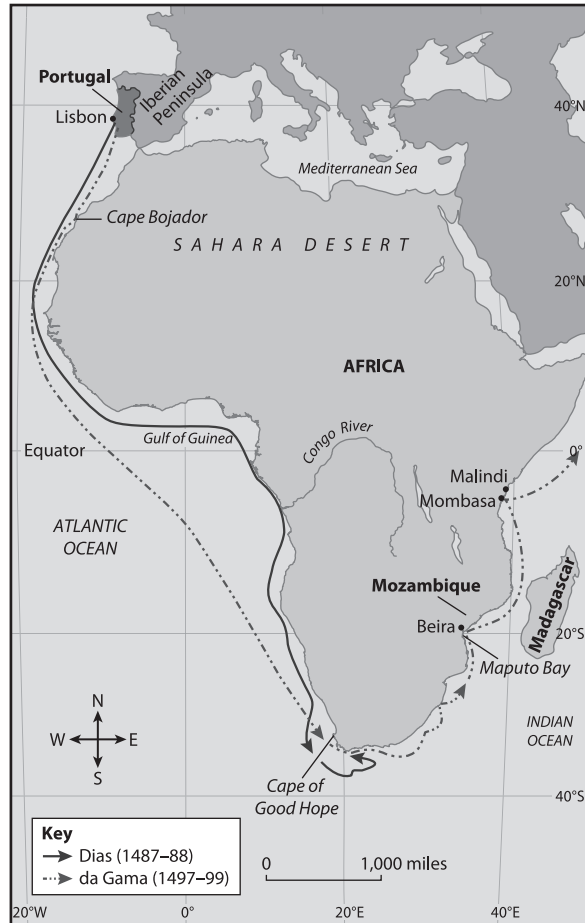 Portugal
Lisbon
Iberian
Peninsula
40°N
Mediterranean Sea
Cape Bojador
SAHARA DESERT
20°N
AFRICA
Congo River
Gulf of Guinea
Equator
0°
Malindi
Mombasa
ATLANTIC
OCEAN
Mozambique
Madagascar
Beira
20°S
Maputo Bay
N
W E
S
INDIAN
OCEAN
Cape of
Good Hope
40°S
Key
Dias (1487–88)
da Gama (1497–99)
0 1,000 miles
20°W 0° 20°E 40°E